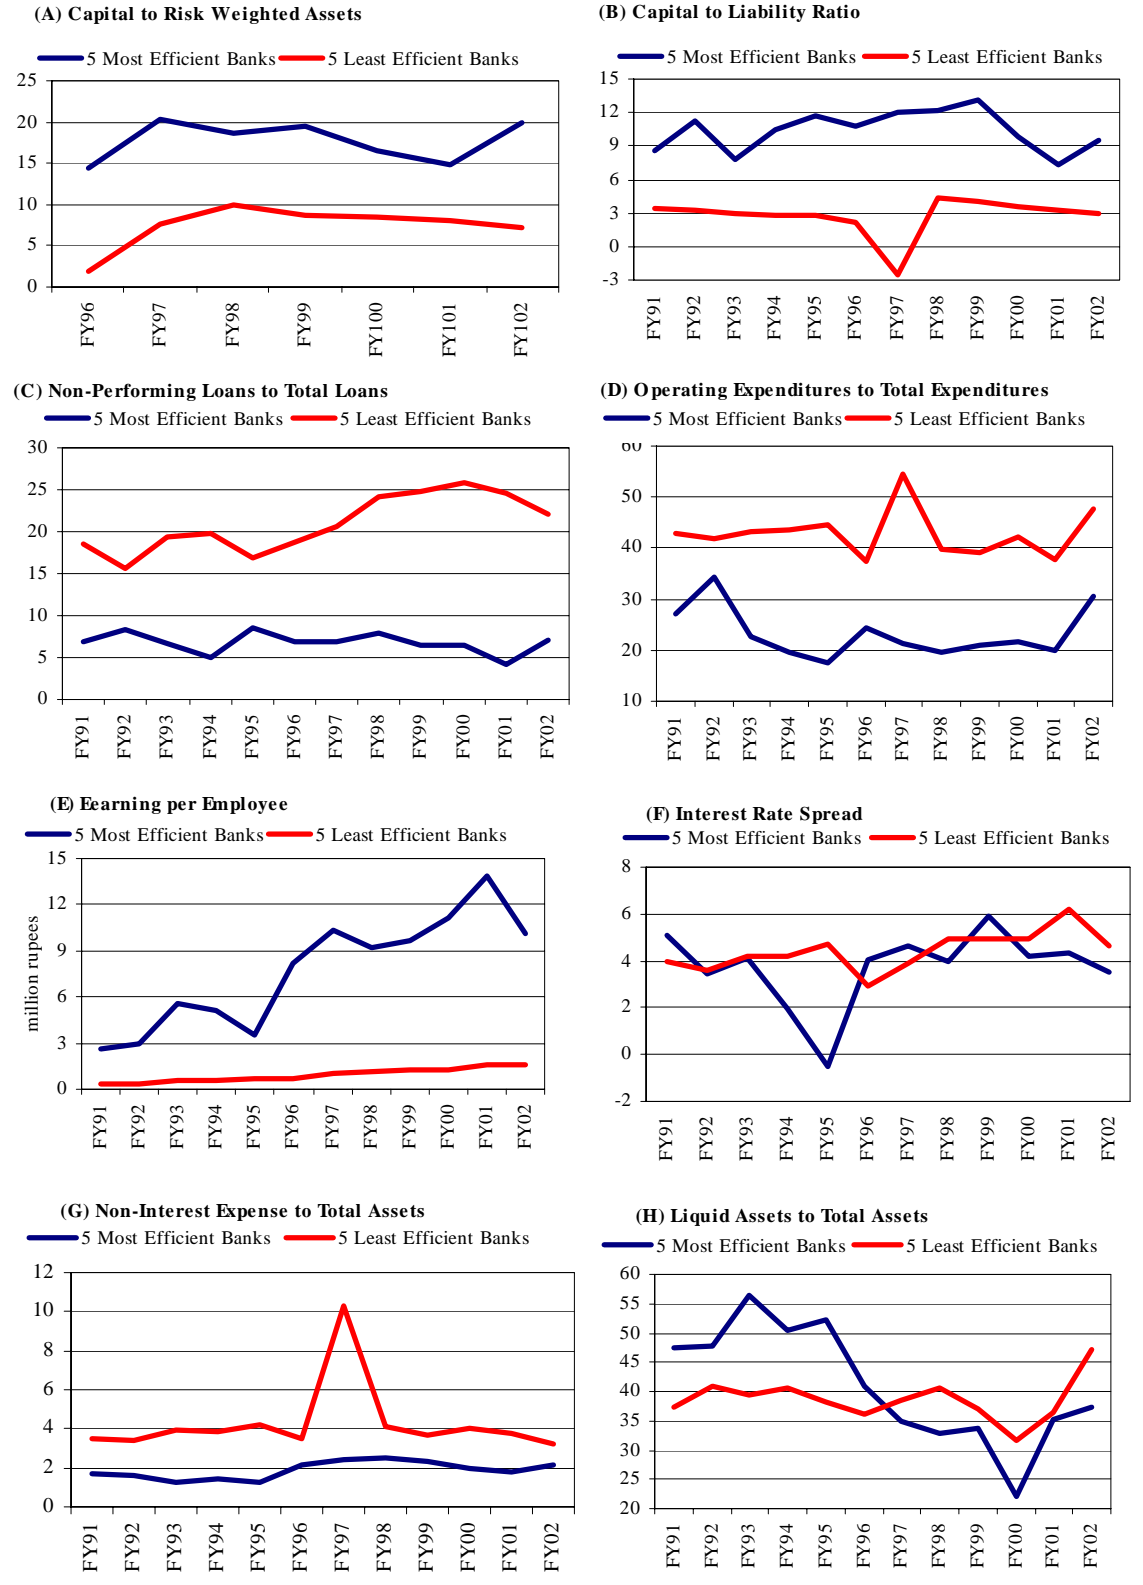 (A) Capital to Risk Weighted Assets
5 Most Efficient Banks 5 Least Efficient Banks
25
20
15
10
5
0
FY96 FY97 FY98 FY99 FY100 FY101 FY102
(B) Capital to Liability Ratio
5 Most Efficient Banks 5 Least Efficient Banks
15
12
9
6
3
0
-3
FY91 FY92 FY93 FY94 FY95 FY96 FY97 FY98 FY99 FY00 FY01 FY02
(C) Non-Performing Loans to Total Loans
5 Most Efficient Banks 5 Least Efficient Banks
30
25
20
15
10
5
0
FY91 FY92 FY93 FY94 FY95 FY96 FY97 FY98 FY99 FY00 FY01 FY02
(D) Operating Expenditures to Total Expenditures
5 Most Efficient Banks 5 Least Efficient Banks
60
50
40
30
20
10
FY91 FY92 FY93 FY94 FY95 FY96 FY97 FY98 FY99 FY00 FY01 FY02
(E) Eearning per Employee
5 Most Efficient Banks 5 Least Efficient Banks
million rupees
15
12
9
6
3
0
FY91 FY92 FY93 FY94 FY95 FY96 FY97 FY98 FY99 FY00 FY01 FY02
(F) Interest Rate Spread
5 Most Efficient Banks 5 Least Efficient Banks
8
6
4
2
0
-2
FY91 FY92 FY93 FY94 FY95 FY96 FY97 FY98 FY99 FY00 FY01 FY02
(G) Non-Interest Expense to Total Assets
5 Most Efficient Banks 5 Least Efficient Banks
12
10
8
6
4
2
0
FY91 FY92 FY93 FY94 FY95 FY96 FY97 FY98 FY99 FY00 FY01 FY02
(H) Liquid Assets to Total Assets
5 Most Efficient Banks 5 Least Efficient Banks
60
55
50
45
40
35
30
25
20
FY91 FY92 FY93 FY94 FY95 FY96 FY97 FY98 FY99 FY00 FY01 FY02